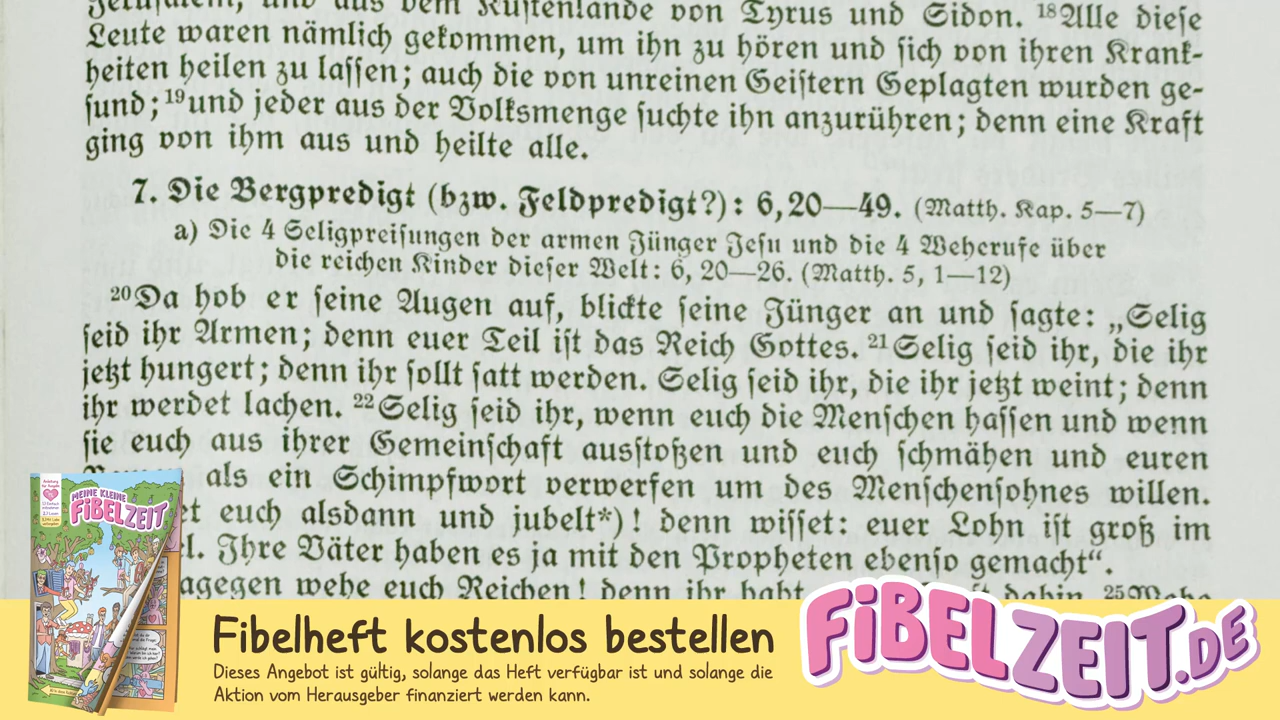 Jerusalem, und aus dem Küstenlande von Tyrus und Sidon. ¹⁸Alle diese
Leute waren nämlich gekommen, um ihn zu hören und sich von ihren Krank-
heiten heilen zu lassen; auch die von unreinen Geistern Geplagten wurden ge-
sund; ¹⁹und jeder aus der Volksmenge suchte ihn anzurühren; denn eine Kraft
ging von ihm aus und heilte alle.
7. Die Bergpredigt (bzw. Feldpredigt?): 6,20—49. (Matth. Kap. 5—7)
a) Die 4 Seligpreisungen der armen Jünger Jesu und die 4 Weherufe über
die reichen Kinder dieser Welt: 6, 20—26. (Matth. 5, 1—12)
²⁰Da hob er seine Augen auf, blickte seine Jünger an und sagte: „Selig
seid ihr Armen; denn euer Teil ist das Reich Gottes. ²¹Selig seid ihr, die ihr
jetzt hungert; denn ihr sollt satt werden. Selig seid ihr, die ihr jetzt weint; denn
ihr werdet lachen. ²²Selig seid ihr, wenn euch die Menschen hassen und wenn
sie euch aus ihrer Gemeinschaft ausstoßen und euch schmähen und euren
als ein Schimpfwort verwerfen um des Menschensohnes willen.
et euch alsdann und jubelt*)! denn wisset: euer Lohn ist groß im
l. Ihre Väter haben es ja mit den Propheten ebenso gemacht“.
agegen wehe euch Reichen! denn ihr habt dahin. ²⁵Wehe
MEINE KLEINE
FIBELZEIT
Fibelheft kostenlos bestellen
Dieses Angebot ist gültig, solange das Heft verfügbar ist und solange die
Aktion vom Herausgeber finanziert werden kann.
FiBELZEIT.DE